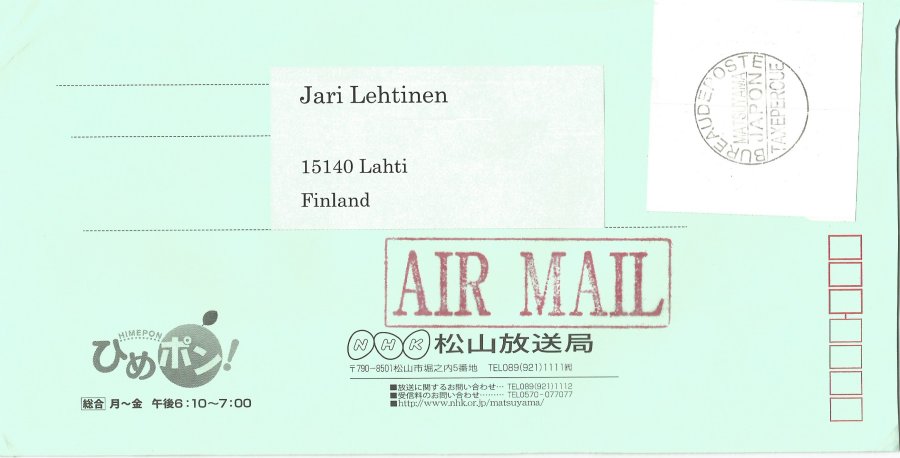 Jari Lehtinen
15140 Lahti
Finland
BUREAU DE POSTE
MATSUYAMA
JAPON
TAXE PERCUE
AIR MAIL
HIMEPON
ひめポン!
総合 月~金 午後6:10~7:00
NHK 松山放送局
〒790-8501松山市堀之内5番地 TEL089(921)1111㈹
■放送に関するお問い合わせ… TEL089(921)1112
■受信料のお問い合わせ……… TEL0570-077077
■http://www.nhk.or.jp/matsuyama/